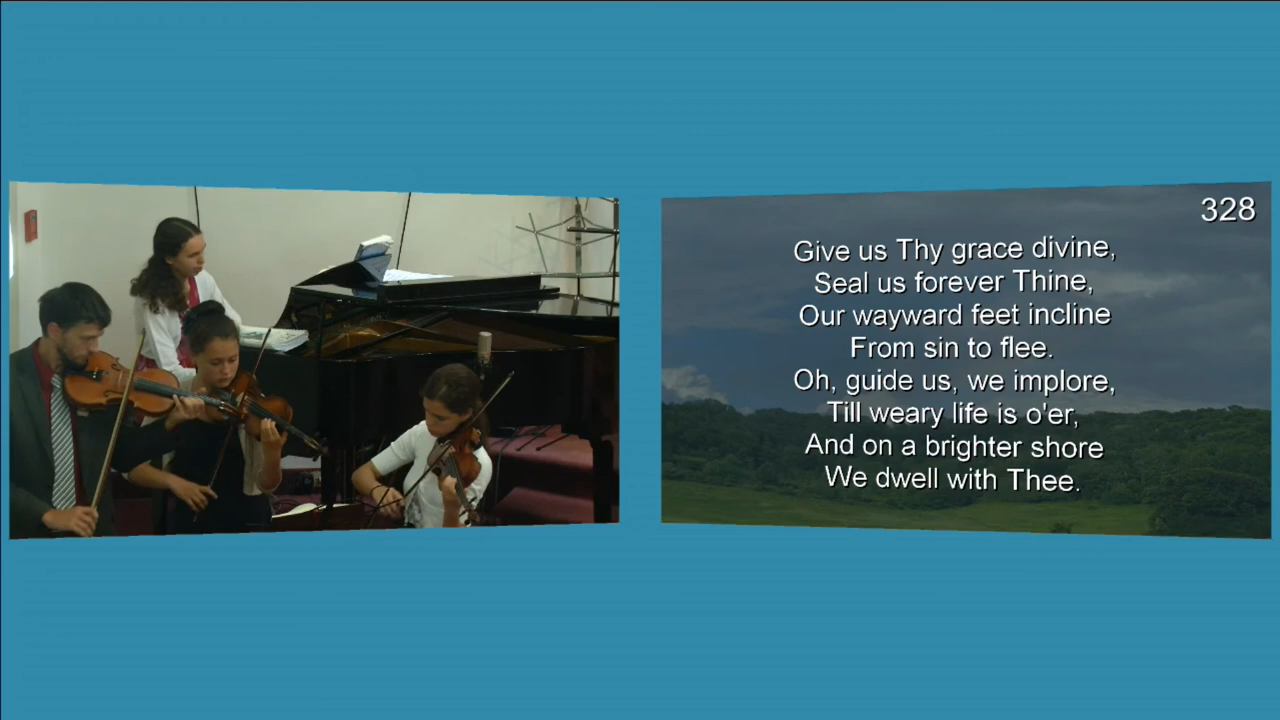 328
Give us Thy grace divine,
Seal us forever Thine,
Our wayward feet incline
From sin to flee.
Oh, guide us, we implore,
Till weary life is o'er,
And on a brighter shore
We dwell with Thee.